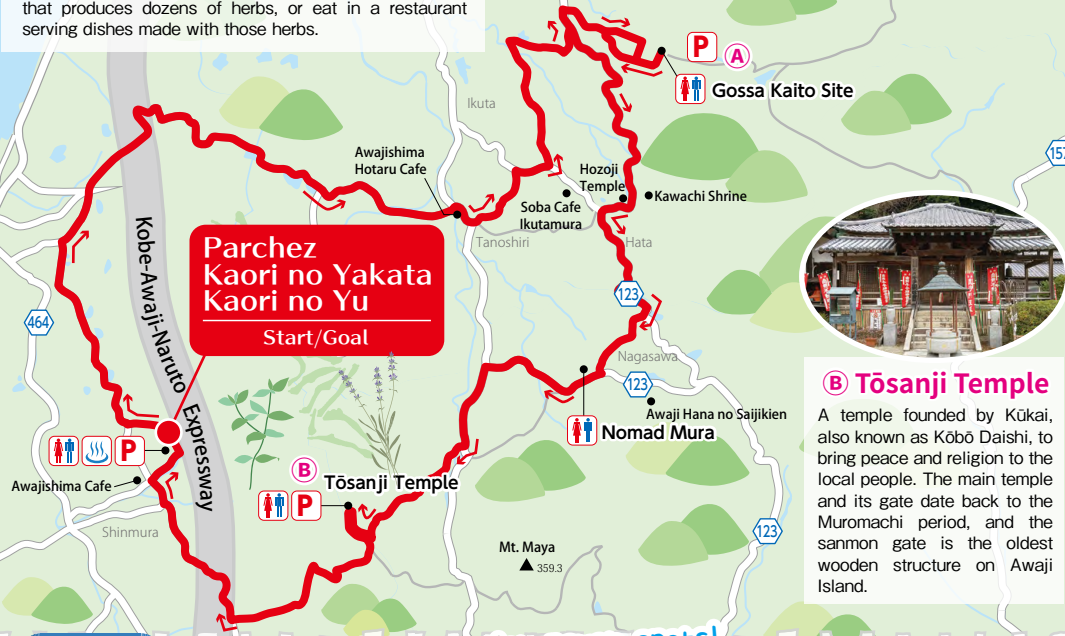 that produces dozens of herbs, or eat in a restaurant
serving dishes made with those herbs.
P
A
Gossa Kaito Site
Ikuta
Awajishima
Hotaru Cafe
Hozoji
Temple
Kawachi Shrine
Soba Cafe
Ikutamura
Tanoshiri
Hata
157
Kobe-Awaji-Naruto Expressway
Parchez
Kaori no Yakata
Kaori no Yu
Start/Goal
464
123
Nagasawa
123
Awaji Hana no Saijikien
Nomad Mura
P
Awajishima Cafe
Shinmura
B
Tōsanji Temple
P
Mt. Maya
359.3
123
B Tōsanji Temple
A temple founded by Kūkai,
also known as Kōbō Daishi, to
bring peace and religion to the
local people. The main temple
and its gate date back to the
Muromachi period, and the
sanmon gate is the oldest
wooden structure on Awaji
Island.